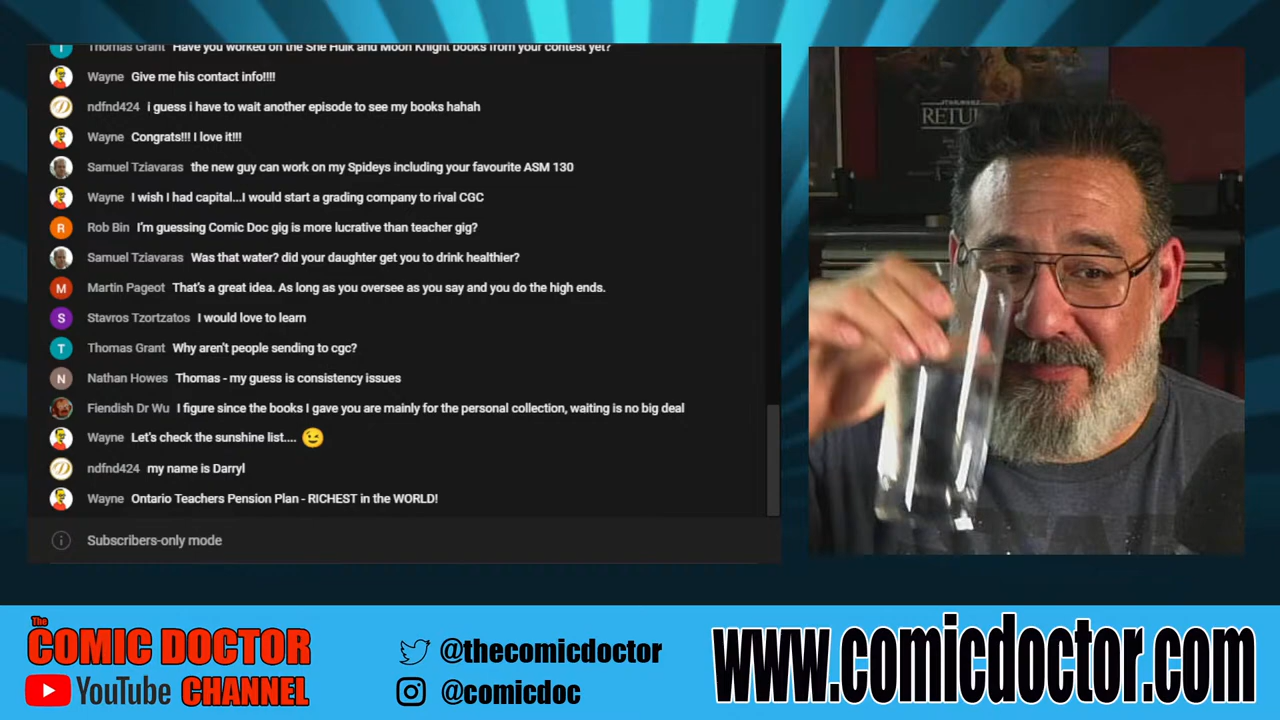 Thomas Grant Have you worked on the She Hulk and Moon Knight books from your contest yet?
Wayne Give me his contact info!!!!
ndfnd424 i guess i have to wait another episode to see my books hahah
Wayne Congrats!!! I love it!!!
Samuel Tziavaras the new guy can work on my Spideys including your favourite ASM 130
Wayne I wish I had capital...I would start a grading company to rival CGC
R Rob Bin I'm guessing Comic Doc gig is more lucrative than teacher gig?
Samuel Tziavaras Was that water? did your daughter get you to drink healthier?
M Martin Pageot That's a great idea. As long as you oversee as you say and you do the high ends.
S Stavros Tzortzatos I would love to learn
T Thomas Grant Why aren't people sending to cgc?
N Nathan Howes Thomas - my guess is consistency issues
Fiendish Dr Wu I figure since the books I gave you are mainly for the personal collection, waiting is no big deal
Wayne Let's check the sunshine list.... 😉
ndfnd424 my name is Darryl
Wayne Ontario Teachers Pension Plan - RICHEST in the WORLD!
Subscribers-only mode
STAR WARS
RETU
The
COMIC DOCTOR
YouTube CHANNEL
@thecomicdoctor
@comicdoc
www.comicdoctor.com